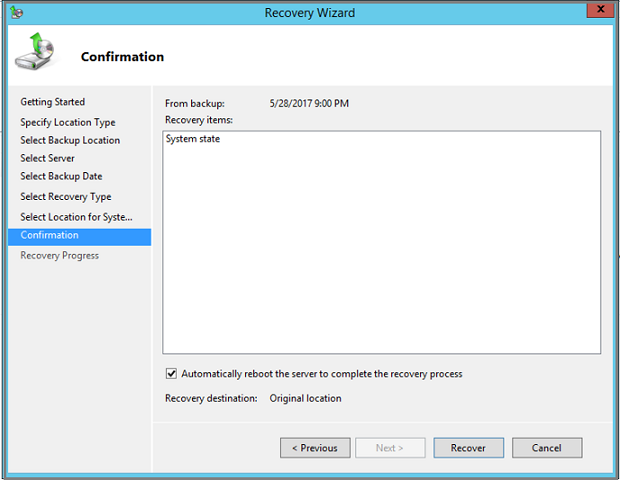 Recovery Wizard
Confirmation
Getting Started
Specify Location Type
Select Backup Location
Select Server
Select Backup Date
Select Recovery Type
Select Location for Syste...
Confirmation
Recovery Progress
From backup: 5/28/2017 9:00 PM
Recovery items:
System state
Automatically reboot the server to complete the recovery process
Recovery destination: Original location
< Previous Next > Recover Cancel